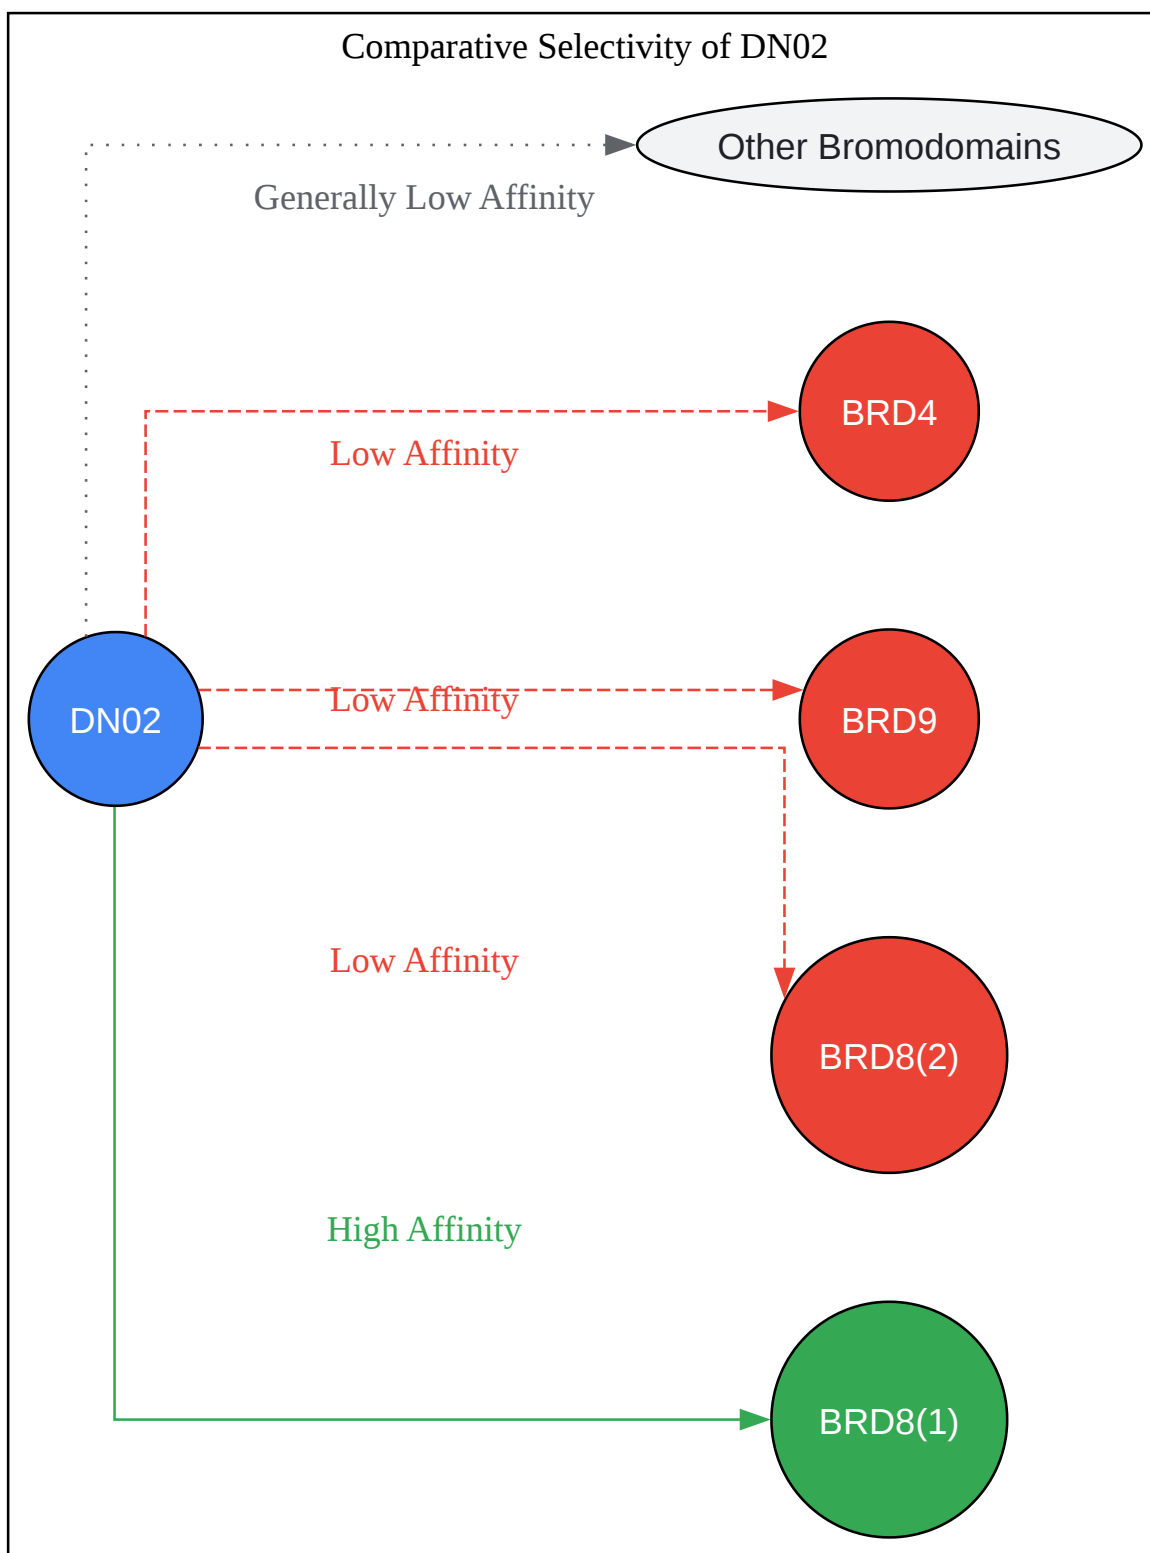 Comparative Selectivity of DN02
Other Bromodomains
Generally Low Affinity
BRD4
Low Affinity
Low Affinity
DN02
BRD9
Low Affinity
BRD8(2)
High Affinity
BRD8(1)